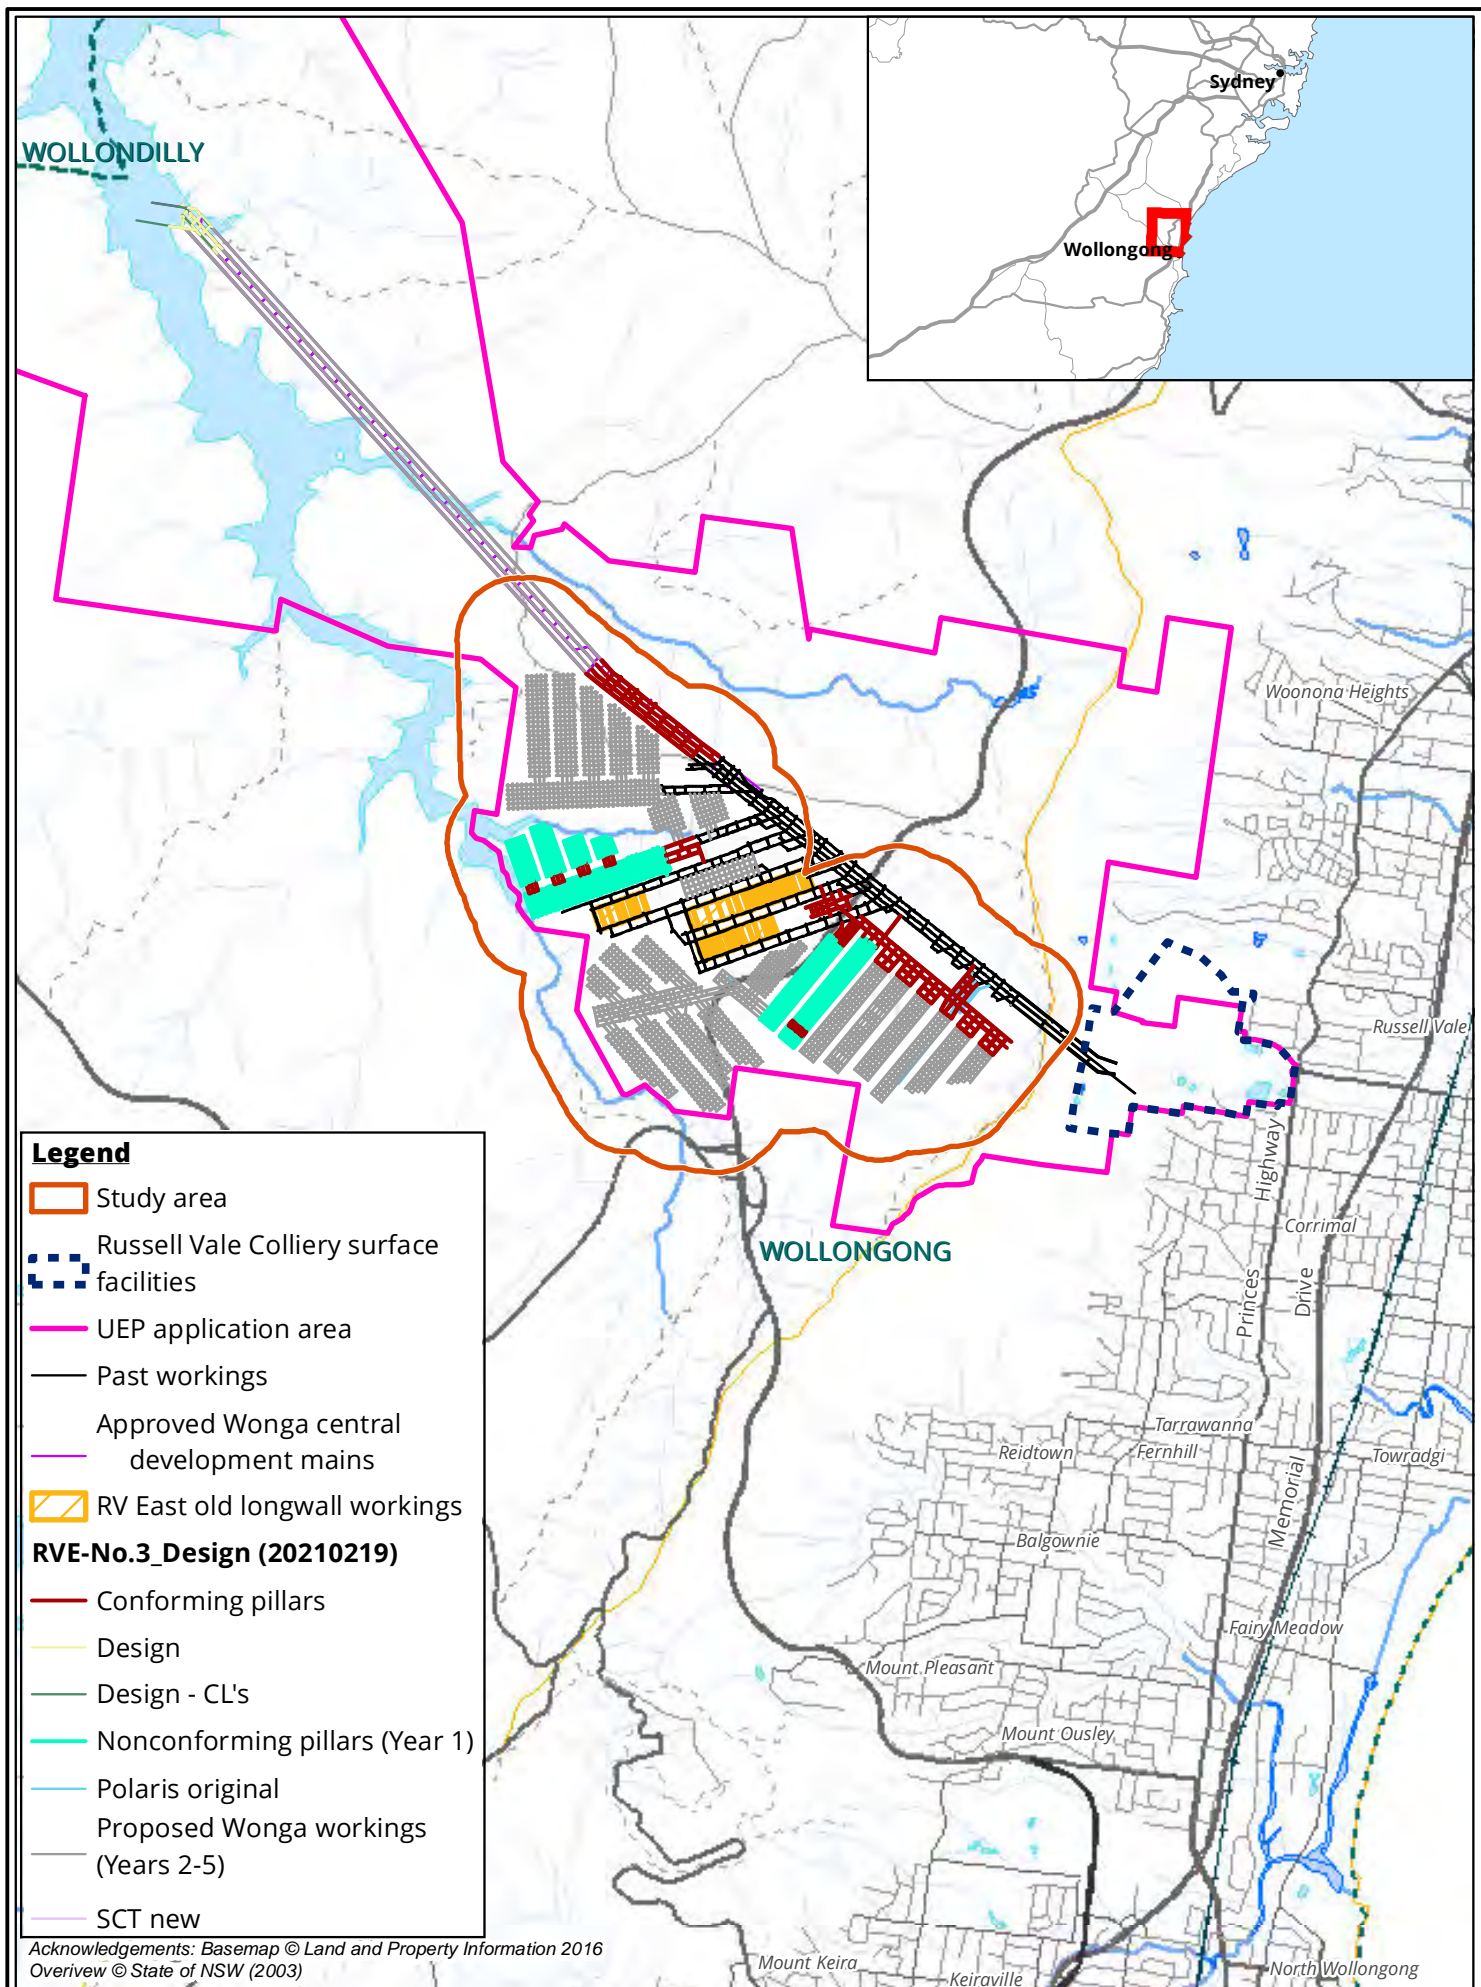 Sydney
Wollongong
WOLLONDILLY
Woonona Heights
Russell Vale
WOLLONGONG
Highway
Corrimal
Princes
Drive
Tarrawanna
Reidtown
Fernhill
Towradgi
Memorial
Balgownie
Fairy Meadow
Mount Pleasant
Mount Ousley
Mount Keira
Keiraville
North Wollongong
Legend
Study area
Russell Vale Colliery surface
facilities
UEP application area
Past workings
Approved Wonga central
development mains
RV East old longwall workings
RVE-No.3_Design (20210219)
Conforming pillars
Design
Design - CL's
Nonconforming pillars (Year 1)
Polaris original
Proposed Wonga workings
(Years 2-5)
SCT new
Acknowledgements: Basemap © Land and Property Information 2016
Overivew © State of NSW (2003)